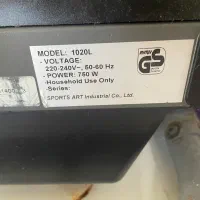 MODEL: 1020L
- VOLTAGE:
220-240V~, 50-60 Hz
- POWER: 760 W
-Household Use Only
-Series:
SPORTS ART Industrial Co., Ltd.
GS